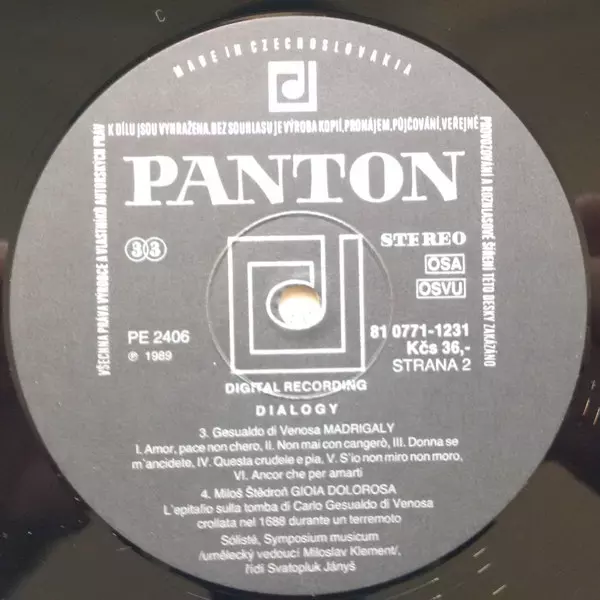 MADE IN CZECHOSLOVAKIA
VŠECHNA PRÁVA VÝROBCE A VLASTNÍKŮ AUTORSKÝCH PRÁV
K DÍLU JSOU VYHRAŽENA. BEZ SOUHLASU JE VÝROBA KOPIÍ, PRONÁJEM, PŮJČOVÁNÍ, VEŘEJNÉ
PROVOZOVÁNÍ I ROZHLASOVÉ ŠÍŘENÍ TÉTO DESKY ZAKÁZÁNO
PANTON
33
STEREO
OSA
OSVU
PE 2406
℗ 1989
81 0771-1231
Kčs 36,-
STRANA 2
DIGITAL RECORDING
DIALOGY
3. Gesualdo di Venosa MADRIGALY
I. Amor, pace non chero, II. Non mai con cangerò, III. Donna se
m'ancidete, IV. Questa crudele e pia, V. S'io non miro non moro,
VI. Ancor che per amarti
4. Miloš Štědroň GIOIA DOLOROSA
L'epitalio sulla tomba di Carlo Gesualdo di Venosa
crollata nel 1688 durante un terremoto
Sólisté, Symposium musicum
/umělecký vedoucí Miloslav Klement/,
řídí Svatopluk Jányš